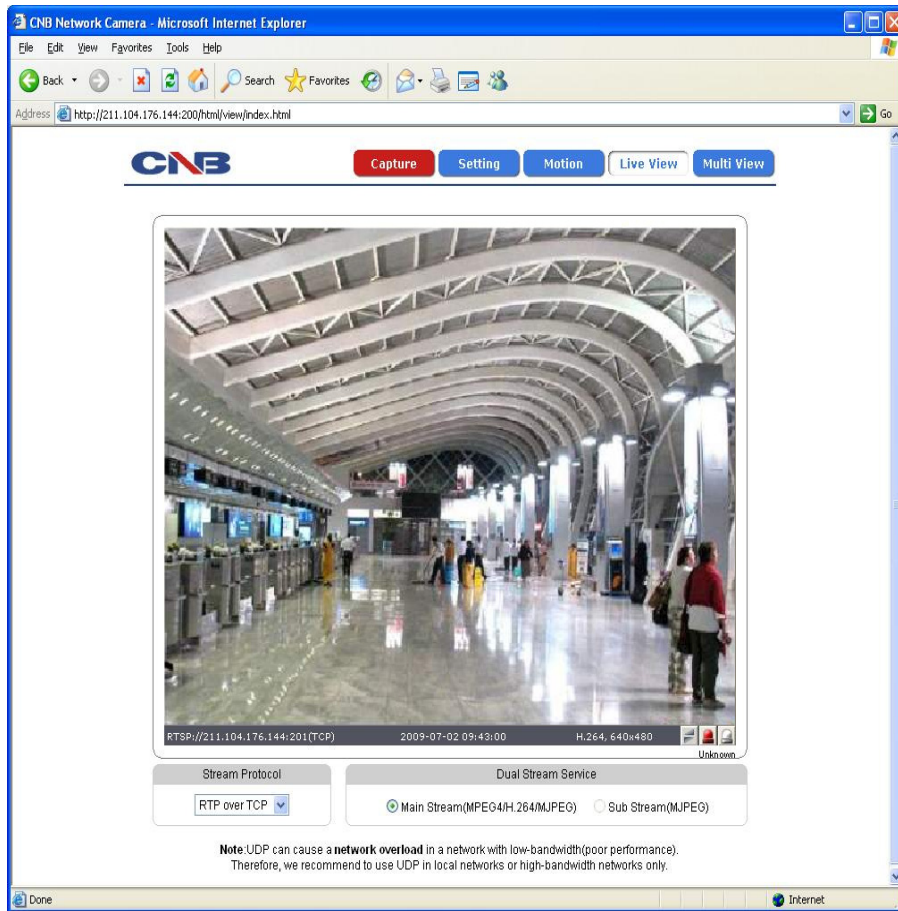 CNB Network Camera - Microsoft Internet Explorer
File Edit View Favorites Tools Help
Back Search Favorites
Address http://211.104.176.144:200/html/view/index.html Go
CNB Capture Setting Motion Live View Multi View
RTSP://211.104.176.144:201(TCP) 2009-07-02 09:43:00 H.264, 640x480
Unknown
Stream Protocol Dual Stream Service
RTP over TCP Main Stream(MPEG4/H.264/MJPEG) Sub Stream(MJPEG)
Note:UDP can cause a network overload in a network with low-bandwidth(poor performance).
Therefore, we recommend to use UDP in local networks or high-bandwidth networks only.
Done Internet